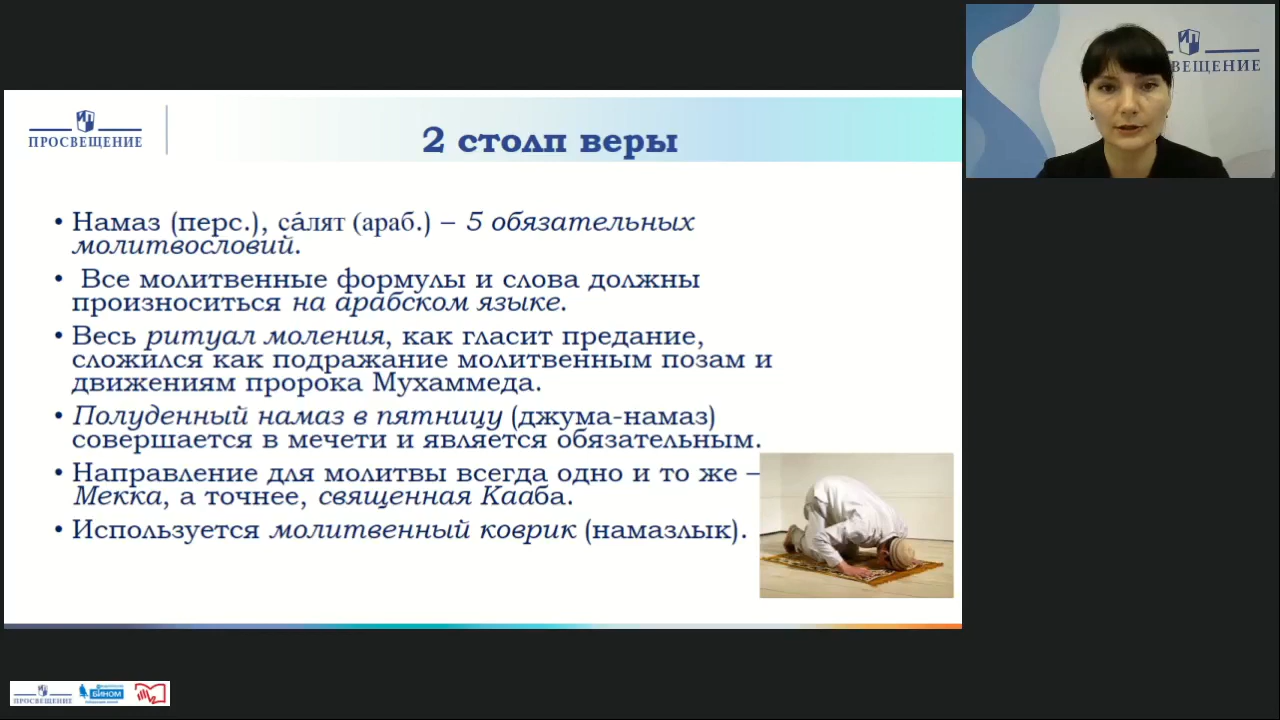 ПРОСВЕЩЕНИЕ
2 столп веры
• Намаз (перс.), са́лят (араб.) – 5 обязательных
молитвословий.
• Все молитвенные формулы и слова должны
произноситься на арабском языке.
• Весь ритуал моления, как гласит предание,
сложился как подражание молитвенным позам и
движениям пророка Мухаммеда.
• Полуденный намаз в пятницу (джума-намаз)
совершается в мечети и является обязательным.
• Направление для молитвы всегда одно и то же –
Мекка, а точнее, священная Кааба.
• Используется молитвенный коврик (намазлык).
ВЕЩЕНИЕ
ПРОСВЕЩЕНИЕ
БИНОМ